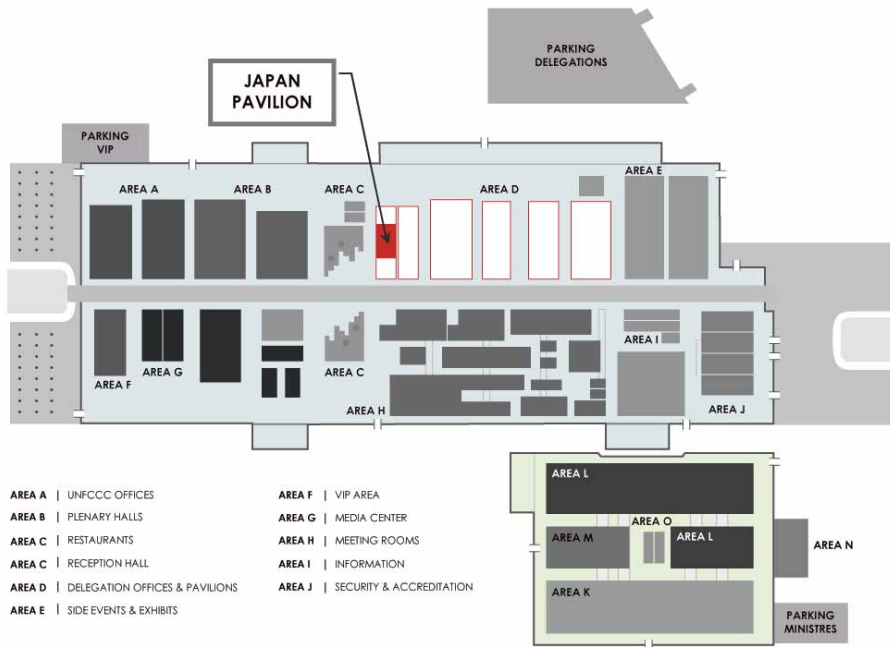 PARKING
DELEGATIONS
JAPAN
PAVILION
PARKING
VIP
AREA A
AREA B
AREA C
AREA D
AREA E
AREA F
AREA G
AREA C
AREA H
AREA I
AREA J
AREA L
AREA O
AREA M
AREA L
AREA N
AREA K
PARKING
MINISTRES
AREA A | UNFCCC OFFICES
AREA B | PLENARY HALLS
AREA C | RESTAURANTS
AREA C | RECEPTION HALL
AREA D | DELEGATION OFFICES & PAVILIONS
AREA E | SIDE EVENTS & EXHIBITS
AREA F | VIP AREA
AREA G | MEDIA CENTER
AREA H | MEETING ROOMS
AREA I | INFORMATION
AREA J | SECURITY & ACCREDITATION